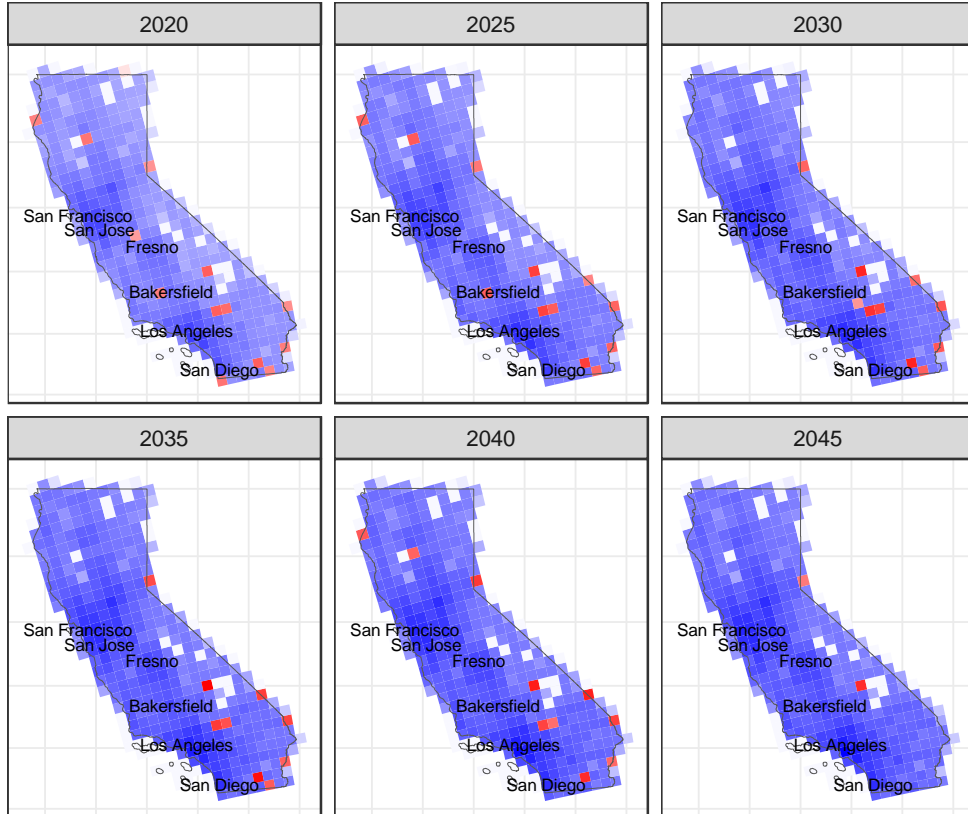 2020 2025 2030
San Francisco San Francisco San Francisco
San Jose San Jose San Jose
Fresno Fresno Fresno
Bakersfield Bakersfield Bakersfield
Los Angeles Los Angeles Los Angeles
San Diego San Diego San Diego
2035 2040 2045
San Francisco San Francisco San Francisco
San Jose San Jose San Jose
Fresno Fresno Fresno
Bakersfield Bakersfield Bakersfield
Los Angeles Los Angeles Los Angeles
San Diego San Diego San Diego